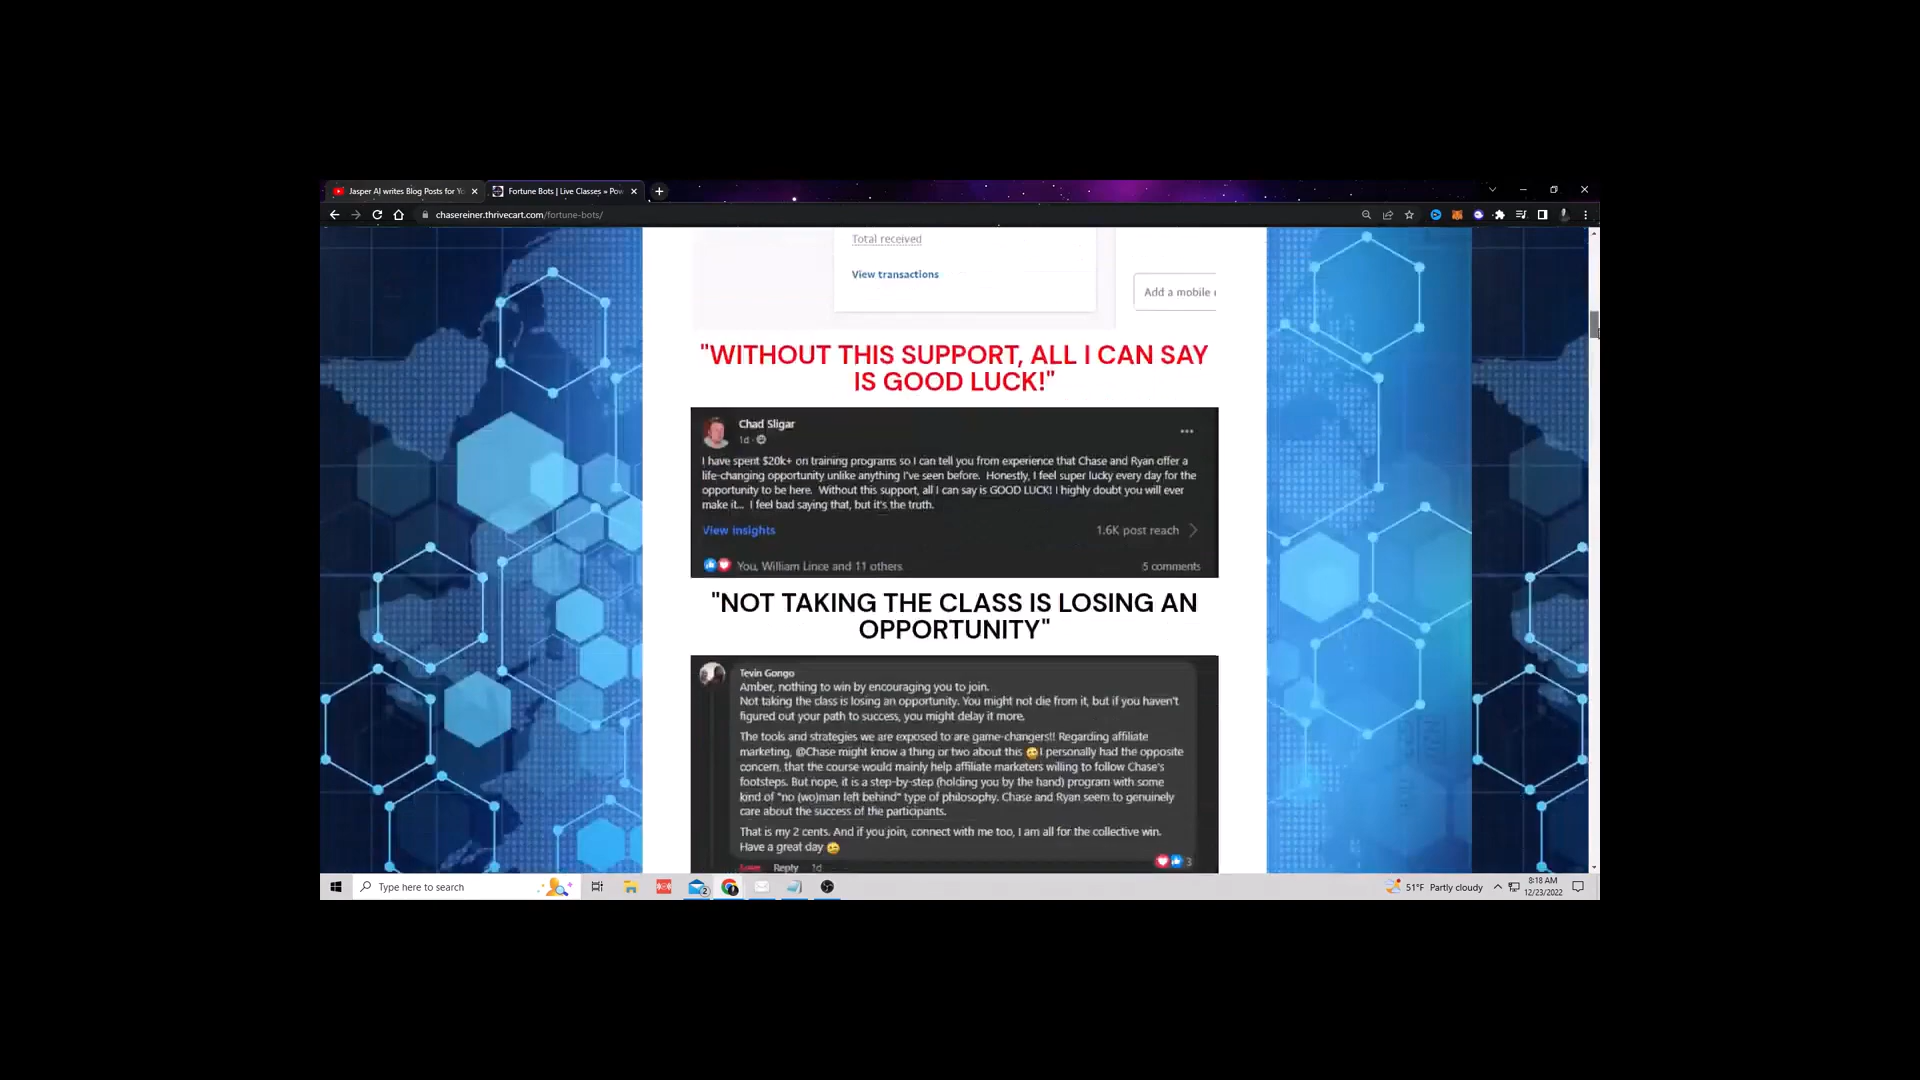 Jasper AI writes Blog Posts for Yo
Fortune Bots | Live Classes » Pow
chasereiner.thrivecart.com/fortune-bots/
Total received
View transactions
Add a mobile
"WITHOUT THIS SUPPORT, ALL I CAN SAY
IS GOOD LUCK!"
Chad Sligar
1d
I have spent $20k+ on training programs so I can tell you from experience that Chase and Ryan offer a
life-changing opportunity unlike anything I've seen before. Honestly, I feel super lucky every day for the
opportunity to be here. Without this support, all I can say is GOOD LUCK! I highly doubt you will ever
make it... I feel bad saying that, but it's the truth.
View insights
1.6K post reach
You, William Lince and 11 others
5 comments
"NOT TAKING THE CLASS IS LOSING AN
OPPORTUNITY"
Tevin Gongo
Amber, nothing to win by encouraging you to join.
Not taking the class is losing an opportunity. You might not die from it, but if you haven't
figured out your path to success, you might delay it more.
The tools and strategies we are exposed to are game-changers!! Regarding affiliate
marketing, @Chase might know a thing or two about this 😉I personally had the opposite
concern, that the course would mainly help affiliate marketers willing to follow Chase's
footsteps. But nope, it is a step-by-step (holding you by the hand) program with some
kind of "no (wo)man left behind" type of philosophy. Chase and Ryan seem to genuinely
care about the success of the participants.
That is my 2 cents. And if you join, connect with me too, I am all for the collective win.
Have a great day 😉
3
Reply 1d
Type here to search
2
51°F Partly cloudy
8:18 AM
12/23/2022